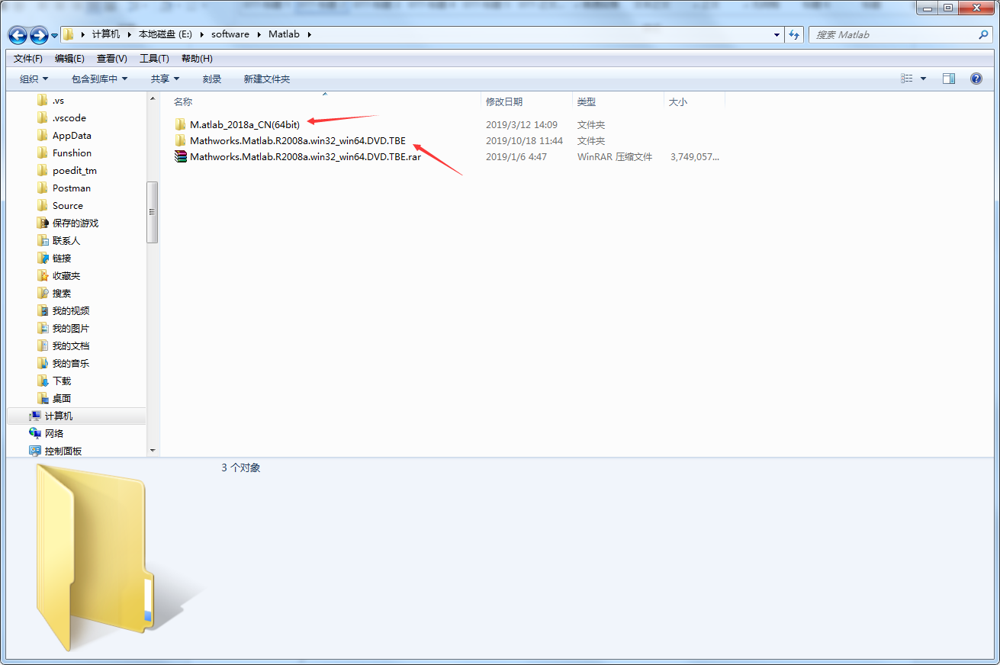 计算机 本地磁盘 (E:) software Matlab 搜索 Matlab
文件(F) 编辑(E) 查看(V) 工具(T) 帮助(H)
组织 包含到库中 共享 刻录 新建文件夹
.vs
.vscode
AppData
Funshion
poedit_tm
Postman
Source
保存的游戏
联系人
链接
收藏夹
搜索
我的视频
我的图片
我的文档
我的音乐
下载
桌面
计算机
网络
控制面板
名称 修改日期 类型 大小
M.atlab_2018a_CN(64bit) 2019/3/12 14:09 文件夹
Mathworks.Matlab.R2008a.win32_win64.DVD.TBE 2019/10/18 11:44 文件夹
Mathworks.Matlab.R2008a.win32_win64.DVD.TBE.rar 2019/1/6 4:47 WinRAR 压缩文件 3,749,057...
3 个对象